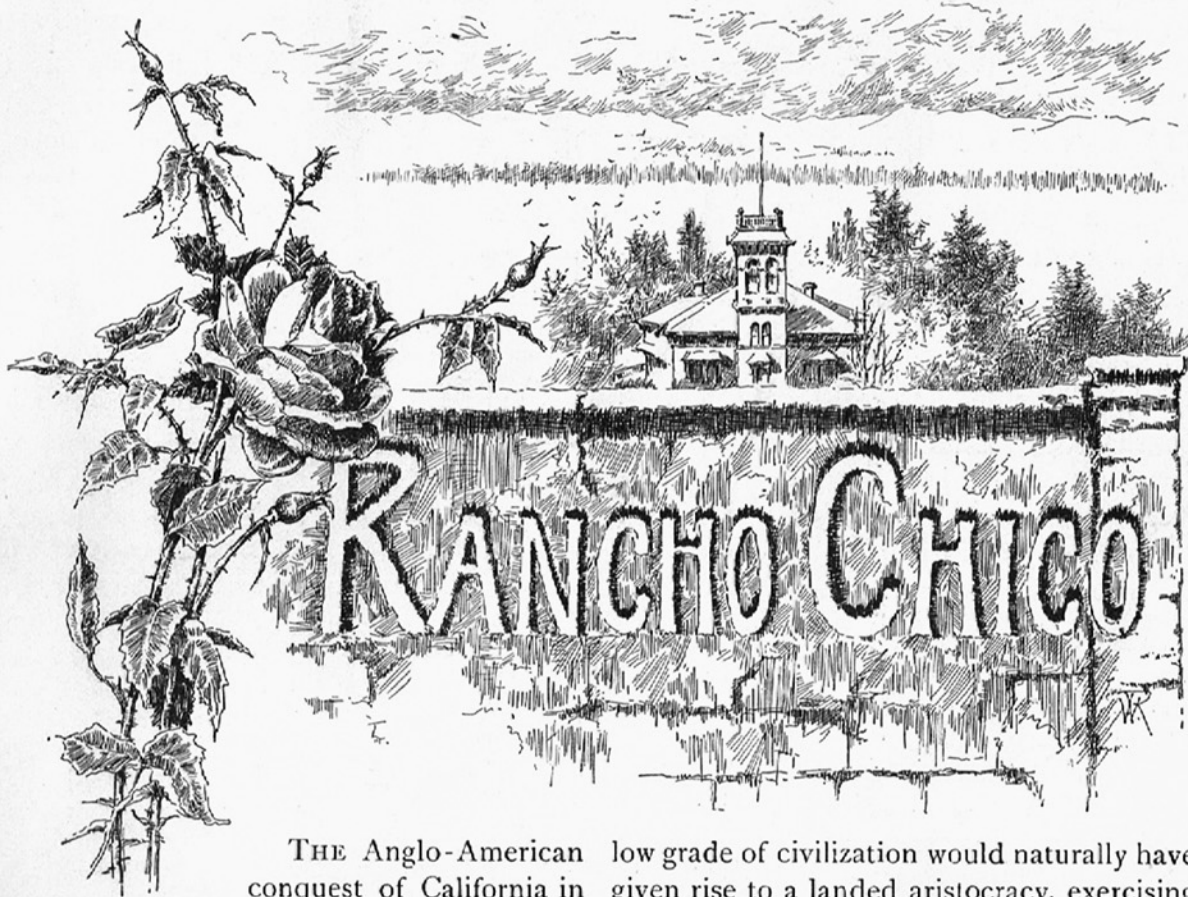 RANCHO CHICO
WR
THE Anglo-American
conquest of California in
low grade of civilization would naturally have
given rise to a landed aristocracy, exercising